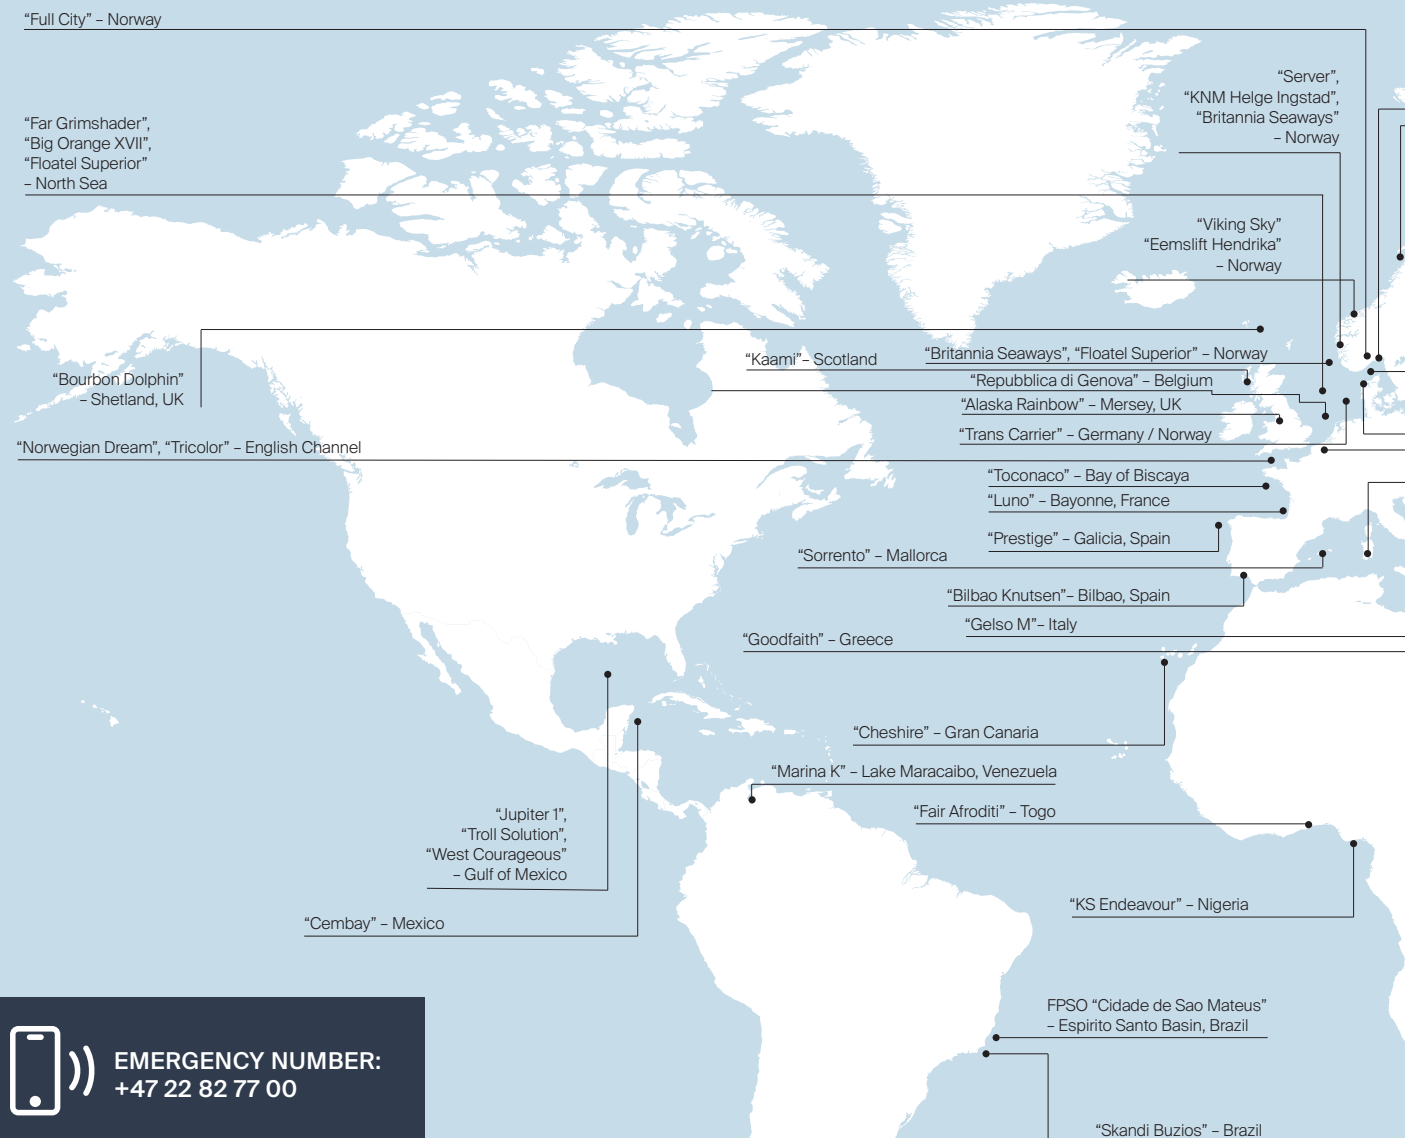 “Full City” – Norway
“Server”,
“KNM Helge Ingstad”,
“Britannia Seaways”
– Norway
“Far Grimshader”,
“Big Orange XVII”,
“Floatel Superior”
– North Sea
“Viking Sky”
“Eemslift Hendrika”
– Norway
“Bourbon Dolphin”
– Shetland, UK
“Kaami”– Scotland
“Britannia Seaways”, “Floatel Superior” – Norway
“Repubblica di Genova” – Belgium
“Alaska Rainbow” – Mersey, UK
“Trans Carrier” – Germany / Norway
“Norwegian Dream”, “Tricolor” – English Channel
“Toconaco” – Bay of Biscaya
“Luno” – Bayonne, France
“Prestige” – Galicia, Spain
“Sorrento” – Mallorca
“Bilbao Knutsen”– Bilbao, Spain
“Gelso M”– Italy
“Goodfaith” – Greece
“Cheshire” – Gran Canaria
“Marina K” – Lake Maracaibo, Venezuela
“Fair Afroditi” – Togo
“Jupiter 1”,
“Troll Solution”,
“West Courageous”
– Gulf of Mexico
“KS Endeavour” – Nigeria
“Cembay” – Mexico
FPSO “Cidade de Sao Mateus”
– Espirito Santo Basin, Brazil
EMERGENCY NUMBER:
+47 22 82 77 00
“Skandi Buzios” – Brazil